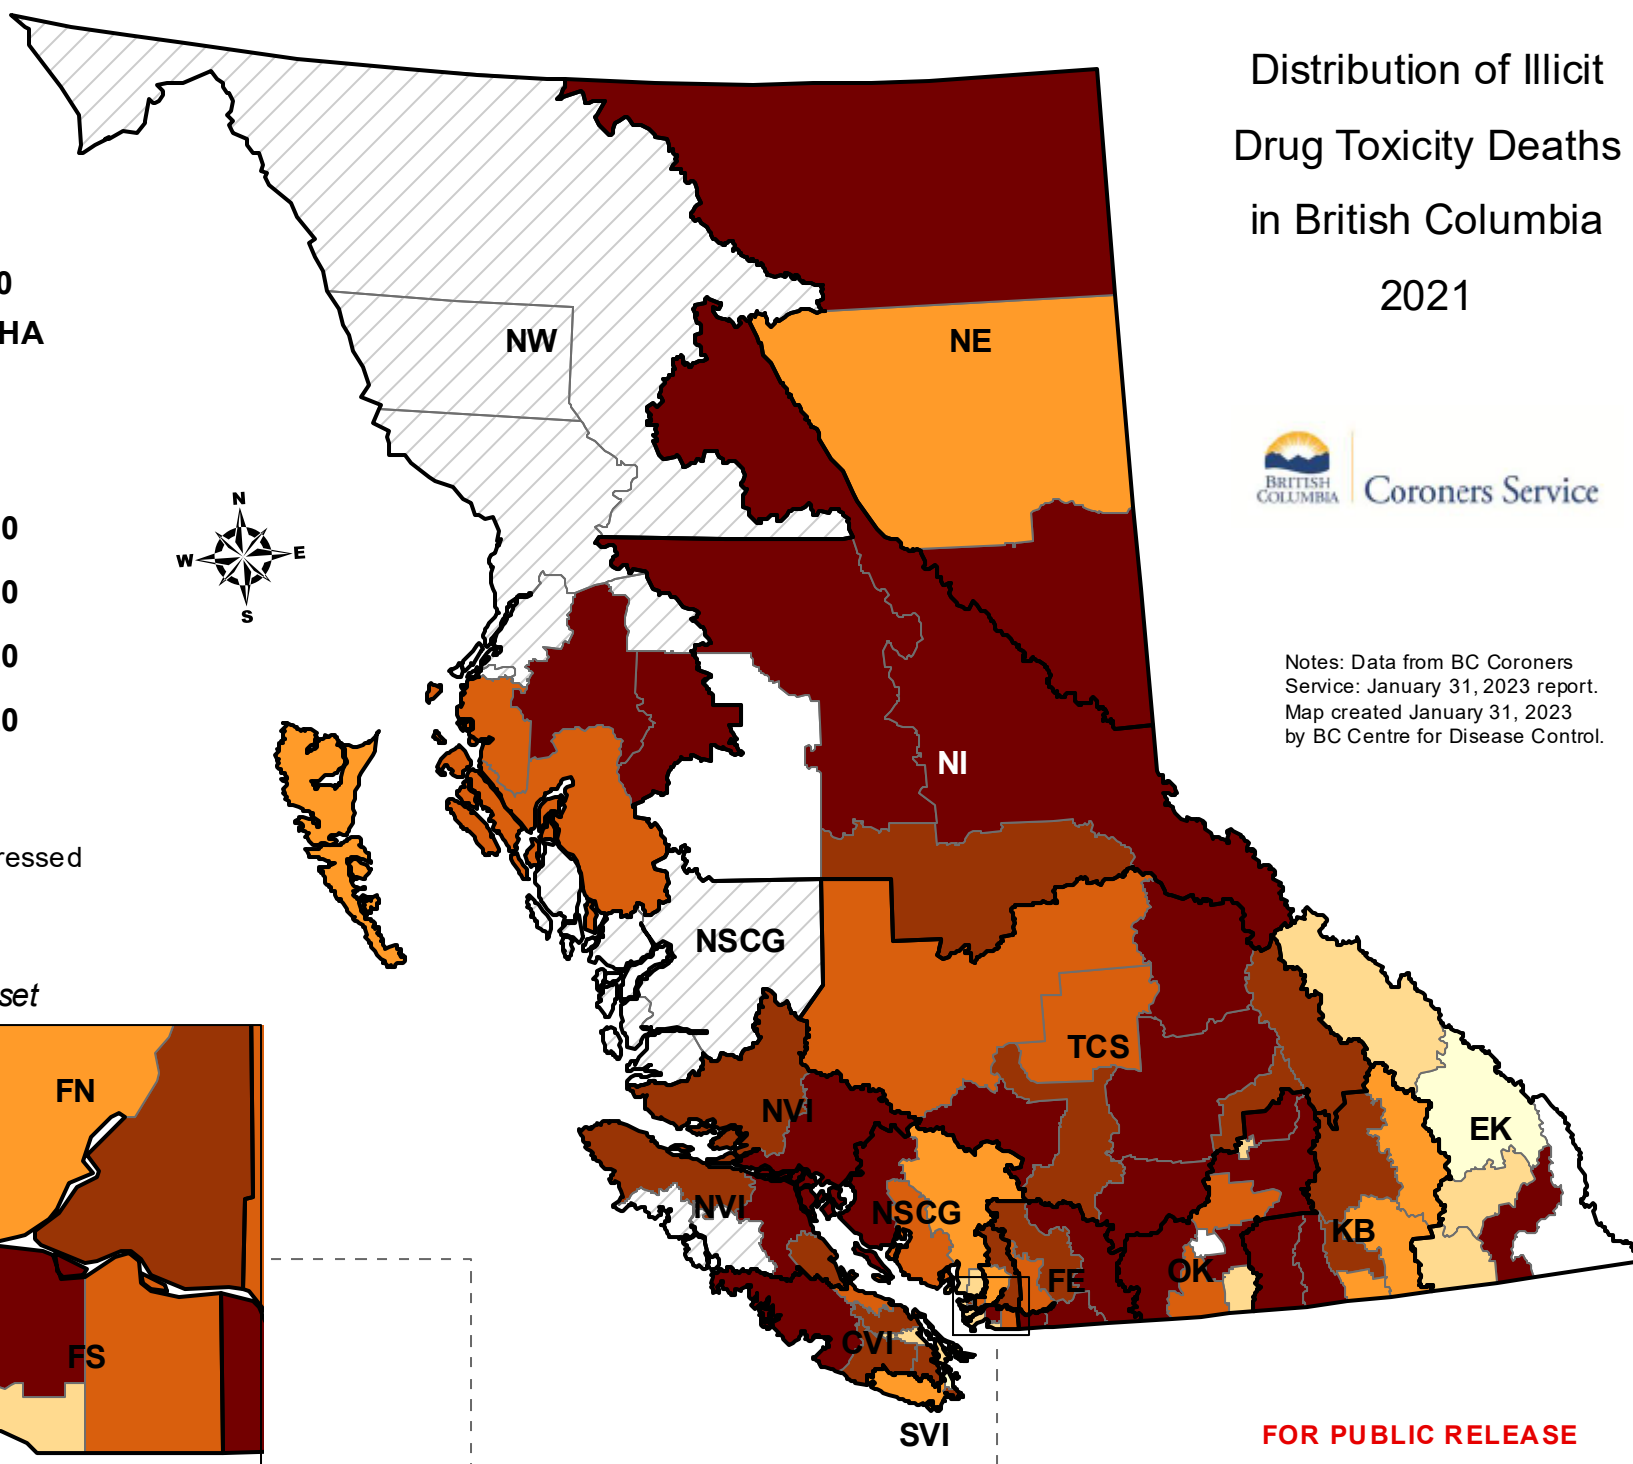 Distribution of Illicit
Drug Toxicity Deaths
in British Columbia
2021
0
HA
NW
NE
BRITISH
COLUMBIA
Coroners Service
N
W
E
S
0
0
0
0
Notes: Data from BC Coroners
Service: January 31, 2023 report.
Map created January 31, 2023
by BC Centre for Disease Control.
NI
ressed
NSCG
set
TCS
FN
NVI
EK
NVI
NSCG
KB
OK
FE
CVI
FS
SVI
FOR PUBLIC RELEASE